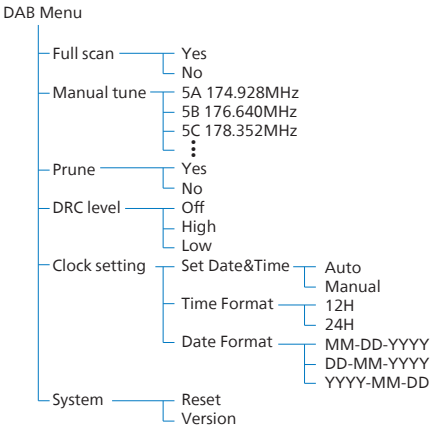 DAB Menu
Full scan Yes
No
Manual tune 5A 174.928MHz
5B 176.640MHz
5C 178.352MHz
Prune Yes
No
DRC level Off
High
Low
Clock setting Set Date&Time Auto
Manual
Time Format 12H
24H
Date Format MM-DD-YYYY
DD-MM-YYYY
YYYY-MM-DD
System Reset
Version